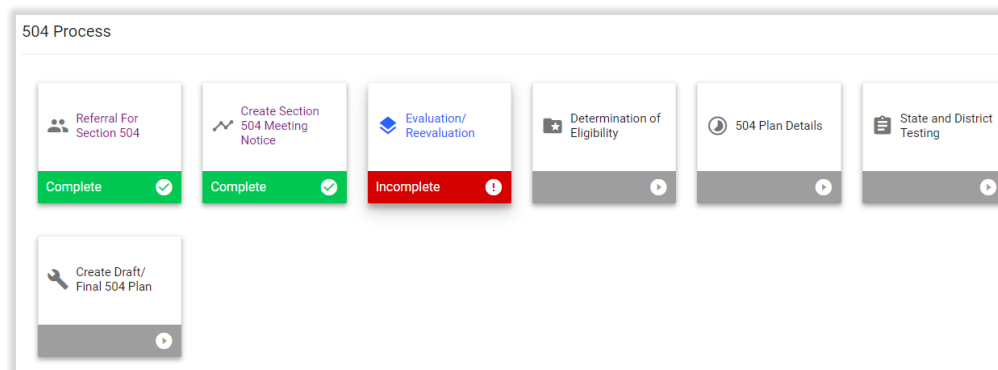 504 Process
Referral For
Section 504
Complete
Create Section
504 Meeting
Notice
Complete
Evaluation/
Reevaluation
Incomplete
Determination of
Eligibility
504 Plan Details
State and District
Testing
Create Draft/
Final 504 Plan